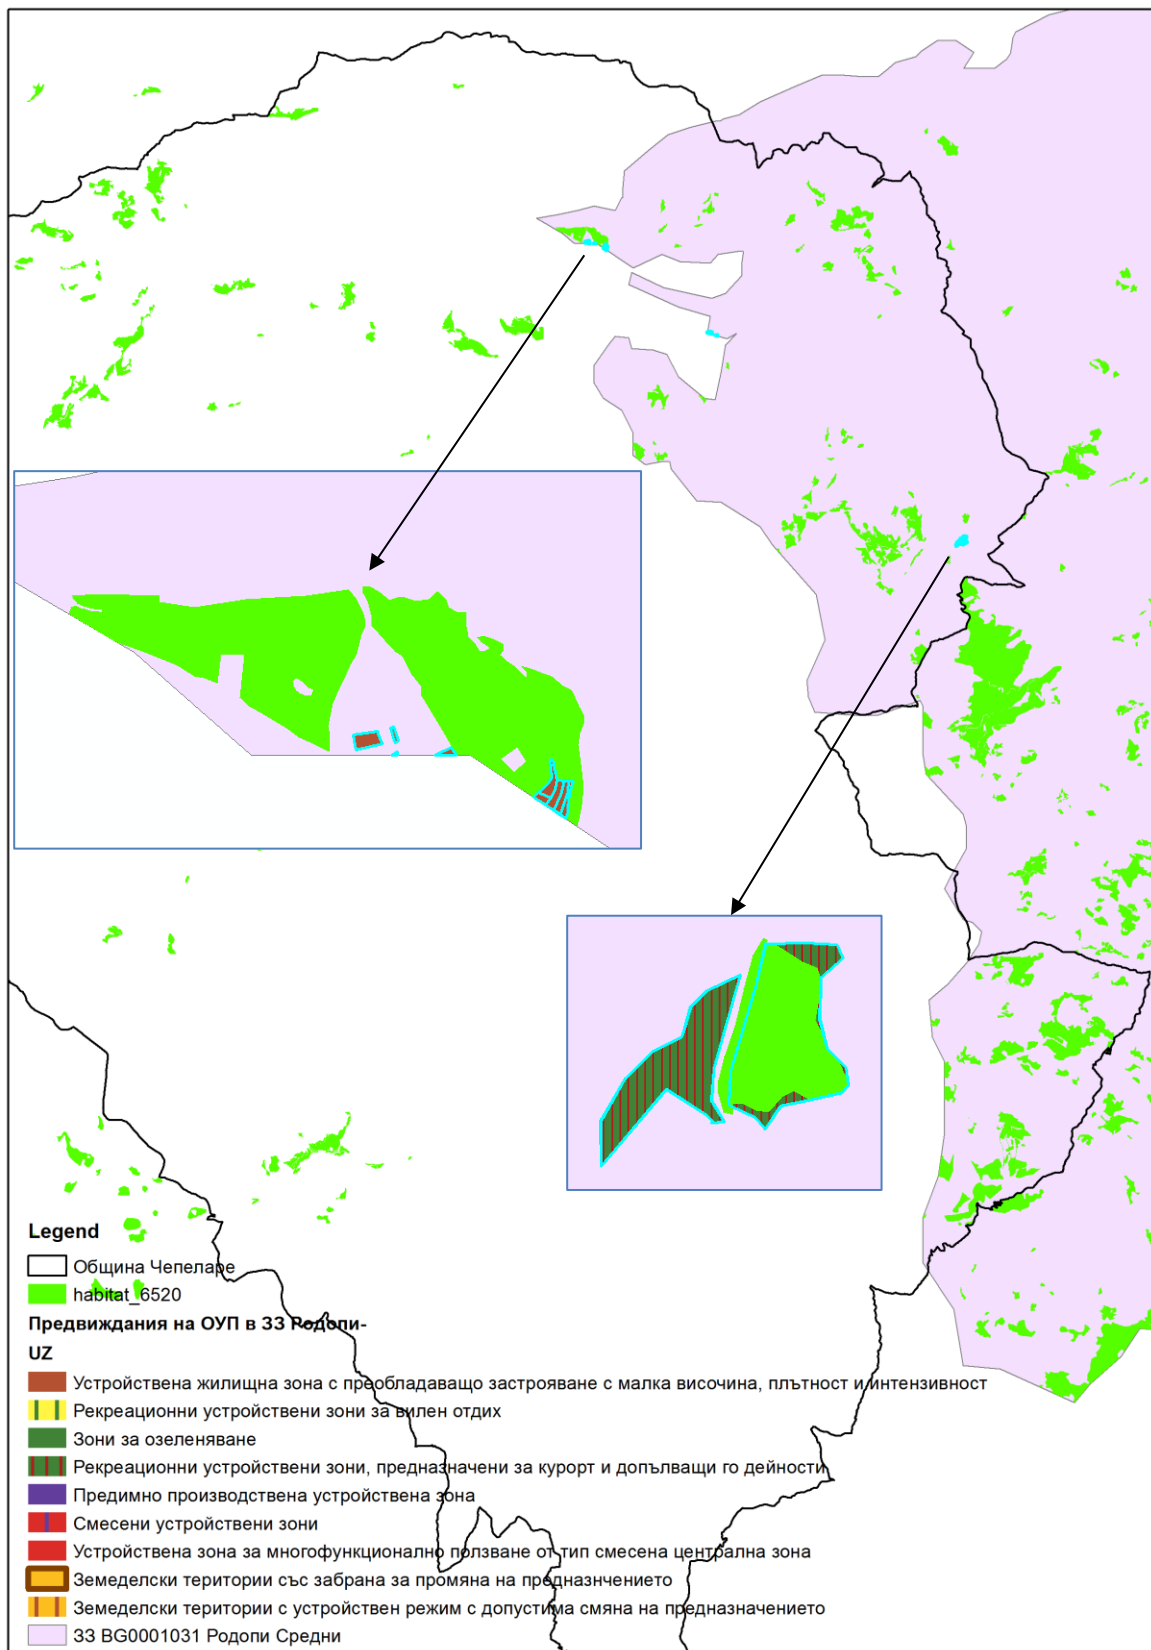 Legend
Община Чепеларе
habitat_6520
Предвиждания на ОУП в ЗЗ Родопи-
UZ
Устройствена жилищна зона с преобладаващо застрояване с малка височина, плътност и интензивност
Рекреационни устройствени зони за вилен отдих
Зони за озеленяване
Рекреационни устройствени зони, предназначени за курорт и допълващи го дейности
Предимно производствена устройствена зона
Смесени устройствени зони
Устройствена зона за многофункционално ползване от тип смесена централна зона
Земеделски територии със забрана за промяна на предназнчението
Земеделски територии с устройствен режим с допустима смяна на предназначението
ЗЗ BG0001031 Родопи Средни